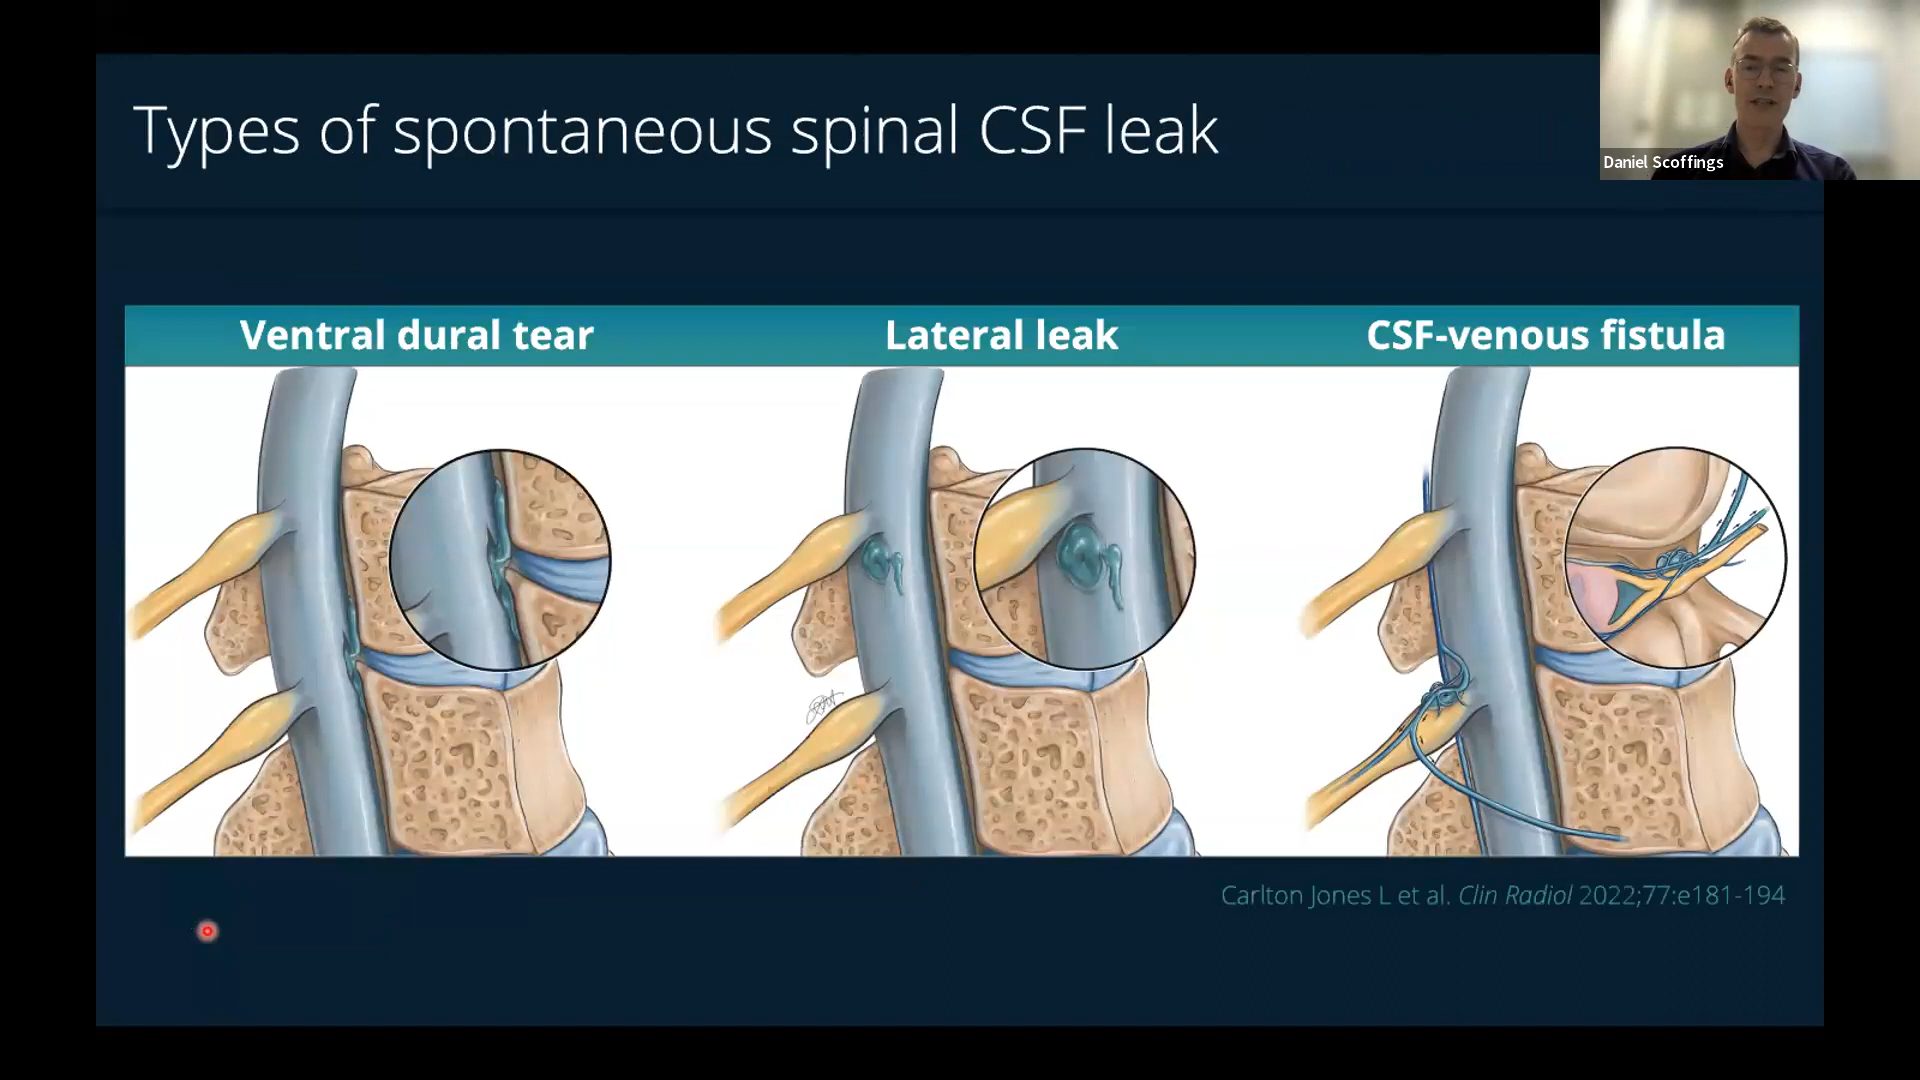 Types of spontaneous spinal CSF leak
Daniel Scoffings
Ventral dural tear
Lateral leak
CSF-venous fistula
Carlton Jones L et al. Clin Radiol 2022;77:e181-194